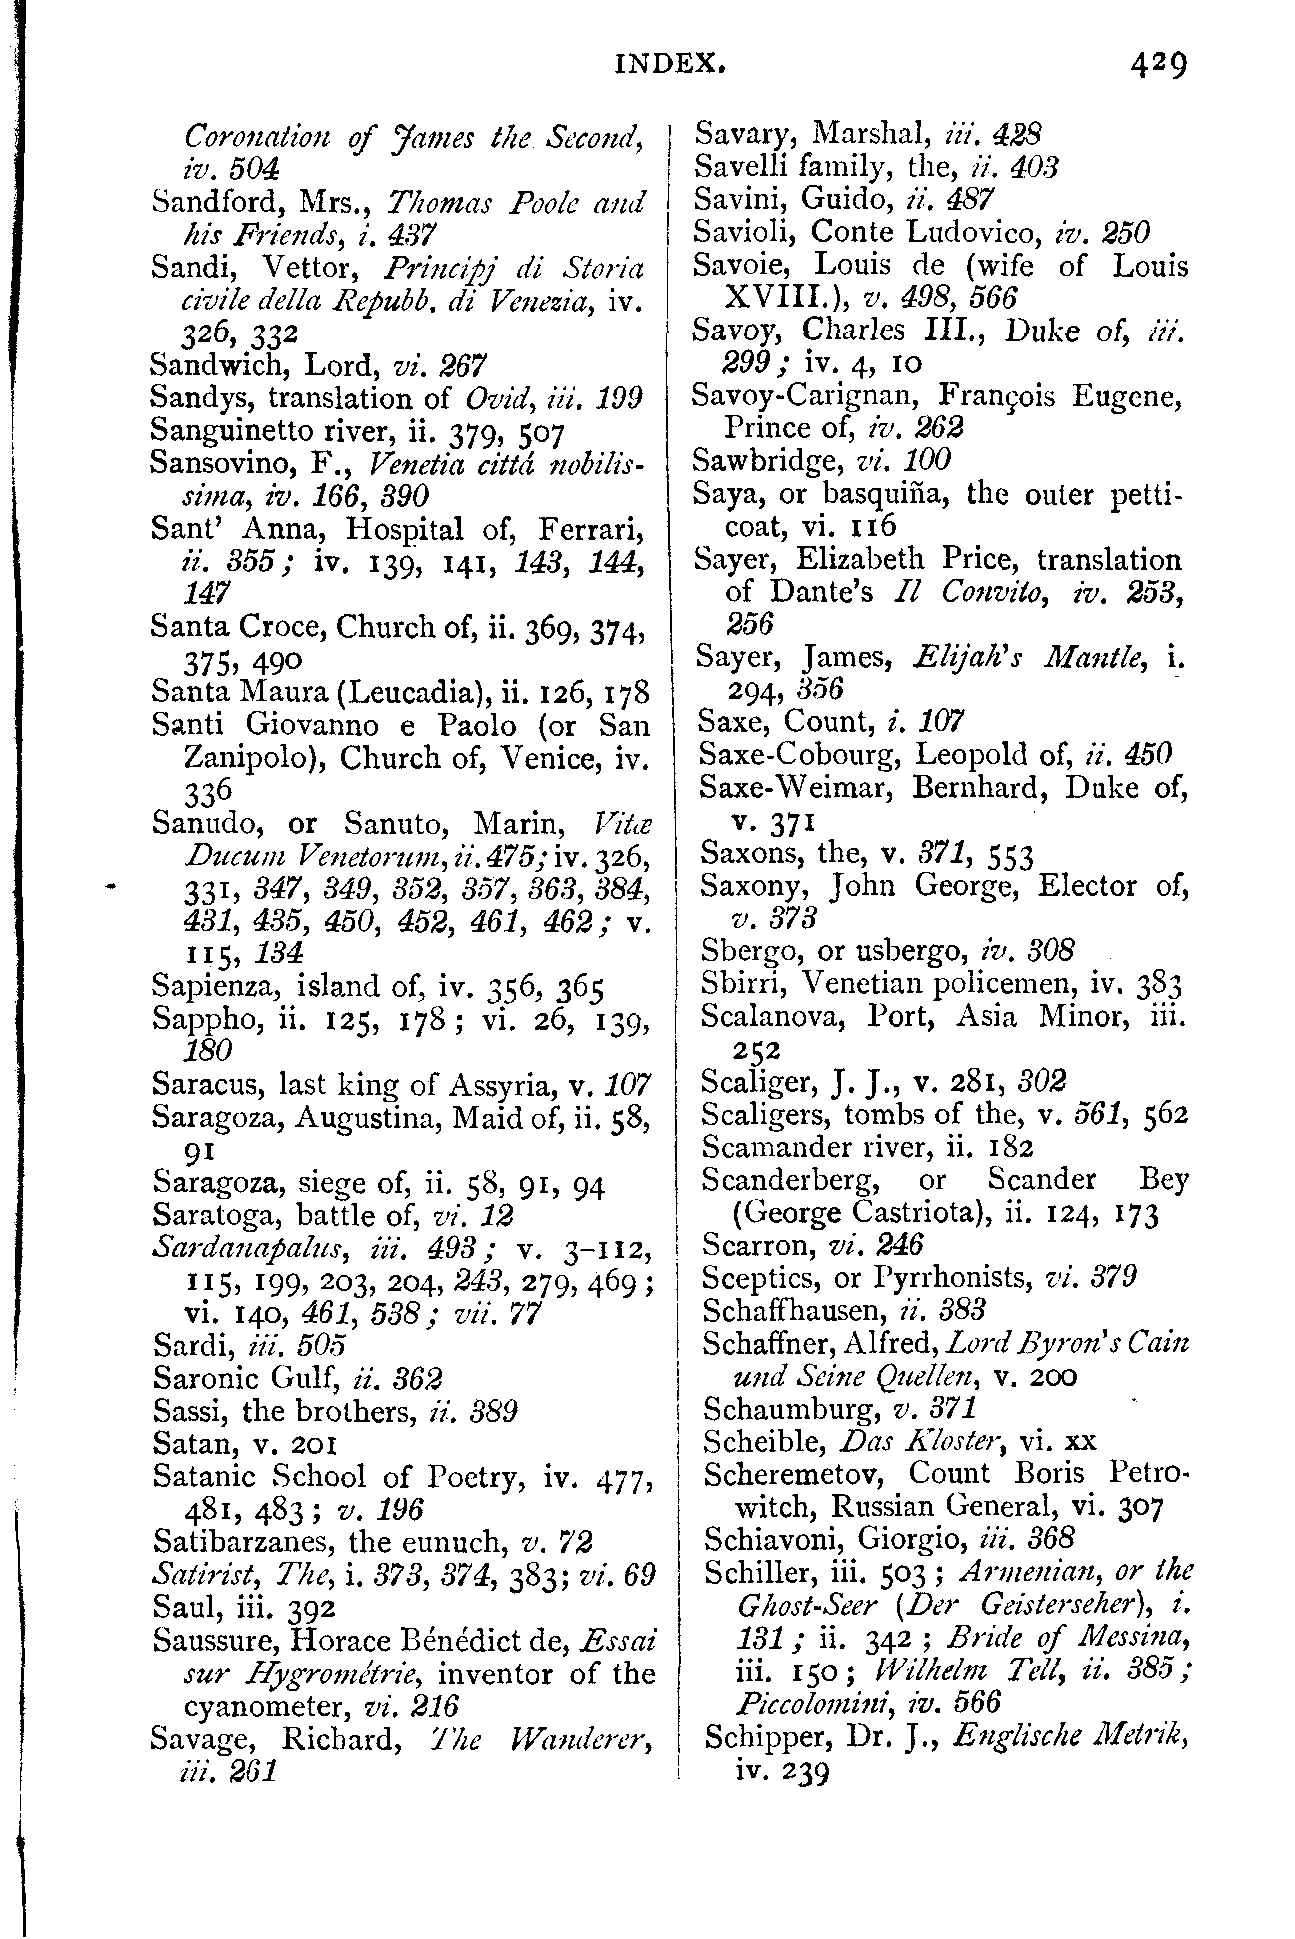 INDEX.
429
Coronation of James the Second,
iv. 504
Sandford, Mrs., Thomas Poole and
his Friends, i. 437
Sandi, Vettor, Principj di Storia
civile della Repubb. di Venezia, iv.
326, 332
Sandwich, Lord, vi. 267
Sandys, translation of Ovid, iii. 199
Sanguinetto river, ii. 379, 507
Sansovino, F., Venetia città nobilis-
sima, iv. 166, 390
Sant' Anna, Hospital of, Ferrari,
ii. 355; iv. 139, 141, 143, 144,
147
Santa Croce, Church of, ii. 369, 374,
375, 490
Santa Maura (Leucadia), ii. 126, 178
Santi Giovanno e Paolo (or San
Zanipolo), Church of, Venice, iv.
336
Sanudo, or Sanuto, Marin, Vitæ
Ducum Venetorum, ii. 475; iv. 326,
331, 347, 349, 352, 357, 363, 384,
431, 435, 450, 452, 461, 462; v.
115, 134
Sapienza, island of, iv. 356, 365
Sappho, ii. 125, 178; vi. 26, 139,
180
Saracus, last king of Assyria, v. 107
Saragoza, Augustina, Maid of, ii. 58,
91
Saragoza, siege of, ii. 58, 91, 94
Saratoga, battle of, vi. 12
Sardanapalus, iii. 493; v. 3-112,
115, 199, 203, 204, 243, 279, 469;
vi. 140, 461, 538; vii. 77
Sardi, iii. 505
Saronic Gulf, ii. 362
Sassi, the brothers, ii. 389
Satan, v. 201
Satanic School of Poetry, iv. 477,
481, 483; v. 196
Satibarzanes, the eunuch, v. 72
Satirist, The, i. 373, 374, 383; vi. 69
Saul, iii. 392
Saussure, Horace Bénédict de, Essai
sur Hygrométrie, inventor of the
cyanometer, vi. 216
Savage, Richard, The Wanderer,
iii. 261
Savary, Marshal, iii. 428
Savelli family, the, ii. 403
Savini, Guido, ii. 487
Savioli, Conte Ludovico, iv. 250
Savoie, Louis de (wife of Louis
XVIII.), v. 498, 566
Savoy, Charles III., Duke of, iii.
299; iv. 4, 10
Savoy-Carignan, François Eugene,
Prince of, iv. 262
Sawbridge, vi. 100
Saya, or basquiña, the outer petti-
coat, vi. 116
Sayer, Elizabeth Price, translation
of Dante's Il Convito, iv. 253,
256
Sayer, James, Elijah's Mantle, i.
294, 356
Saxe, Count, i. 107
Saxe-Cobourg, Leopold of, ii. 450
Saxe-Weimar, Bernhard, Duke of,
v. 371
Saxons, the, v. 371, 553
Saxony, John George, Elector of,
v. 373
Sbergo, or usbergo, iv. 308
Sbirri, Venetian policemen, iv. 383
Scalanova, Port, Asia Minor, iii.
252
Scaliger, J. J., v. 281, 302
Scaligers, tombs of the, v. 561, 562
Scamander river, ii. 182
Scanderberg, or Scander Bey
(George Castriota), ii. 124, 173
Scarron, vi. 246
Sceptics, or Pyrrhonists, vi. 379
Schaffhausen, ii. 383
Schaffner, Alfred, Lord Byron's Cain
und Seine Quellen, v. 200
Schaumburg, v. 371
Scheible, Das Kloster, vi. xx
Scheremetov, Count Boris Petro-
witch, Russian General, vi. 307
Schiavoni, Giorgio, iii. 368
Schiller, iii. 503; Armenian, or the
Ghost-Seer (Der Geisterseher), i.
131; ii. 342; Bride of Messina,
iii. 150; Wilhelm Tell, ii. 385;
Piccolomini, iv. 566
Schipper, Dr. J., Englische Metrik,
iv. 239